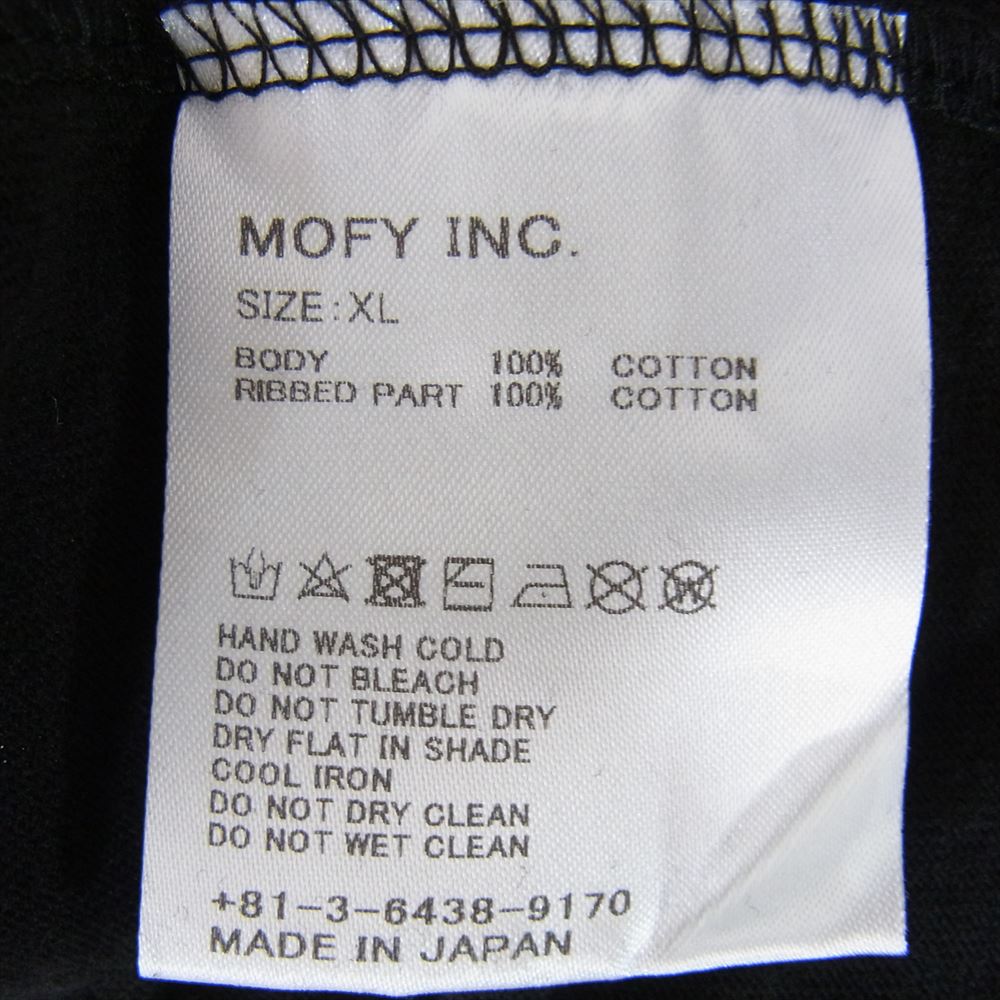 MOFY INC.
SIZE:XL
BODY 100% COTTON
RIBBED PART 100% COTTON
W
HAND WASH COLD
DO NOT BLEACH
DO NOT TUMBLE DRY
DRY FLAT IN SHADE
COOL IRON
DO NOT DRY CLEAN
DO NOT WET CLEAN
+81-3-6438-9170
MADE IN JAPAN